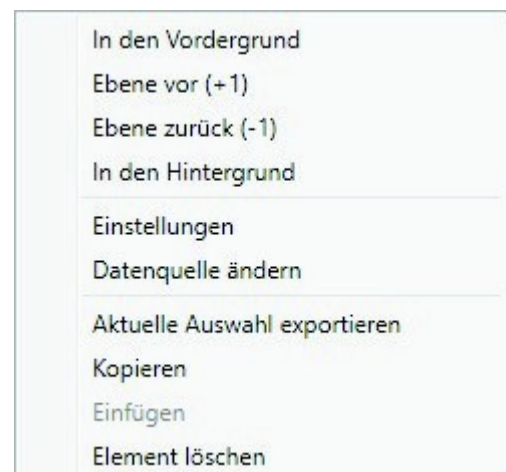 In den Vordergrund
Ebene vor (+1)
Ebene zurück (-1)
In den Hintergrund
Einstellungen
Datenquelle ändern
Aktuelle Auswahl exportieren
Kopieren
Einfügen
Element löschen